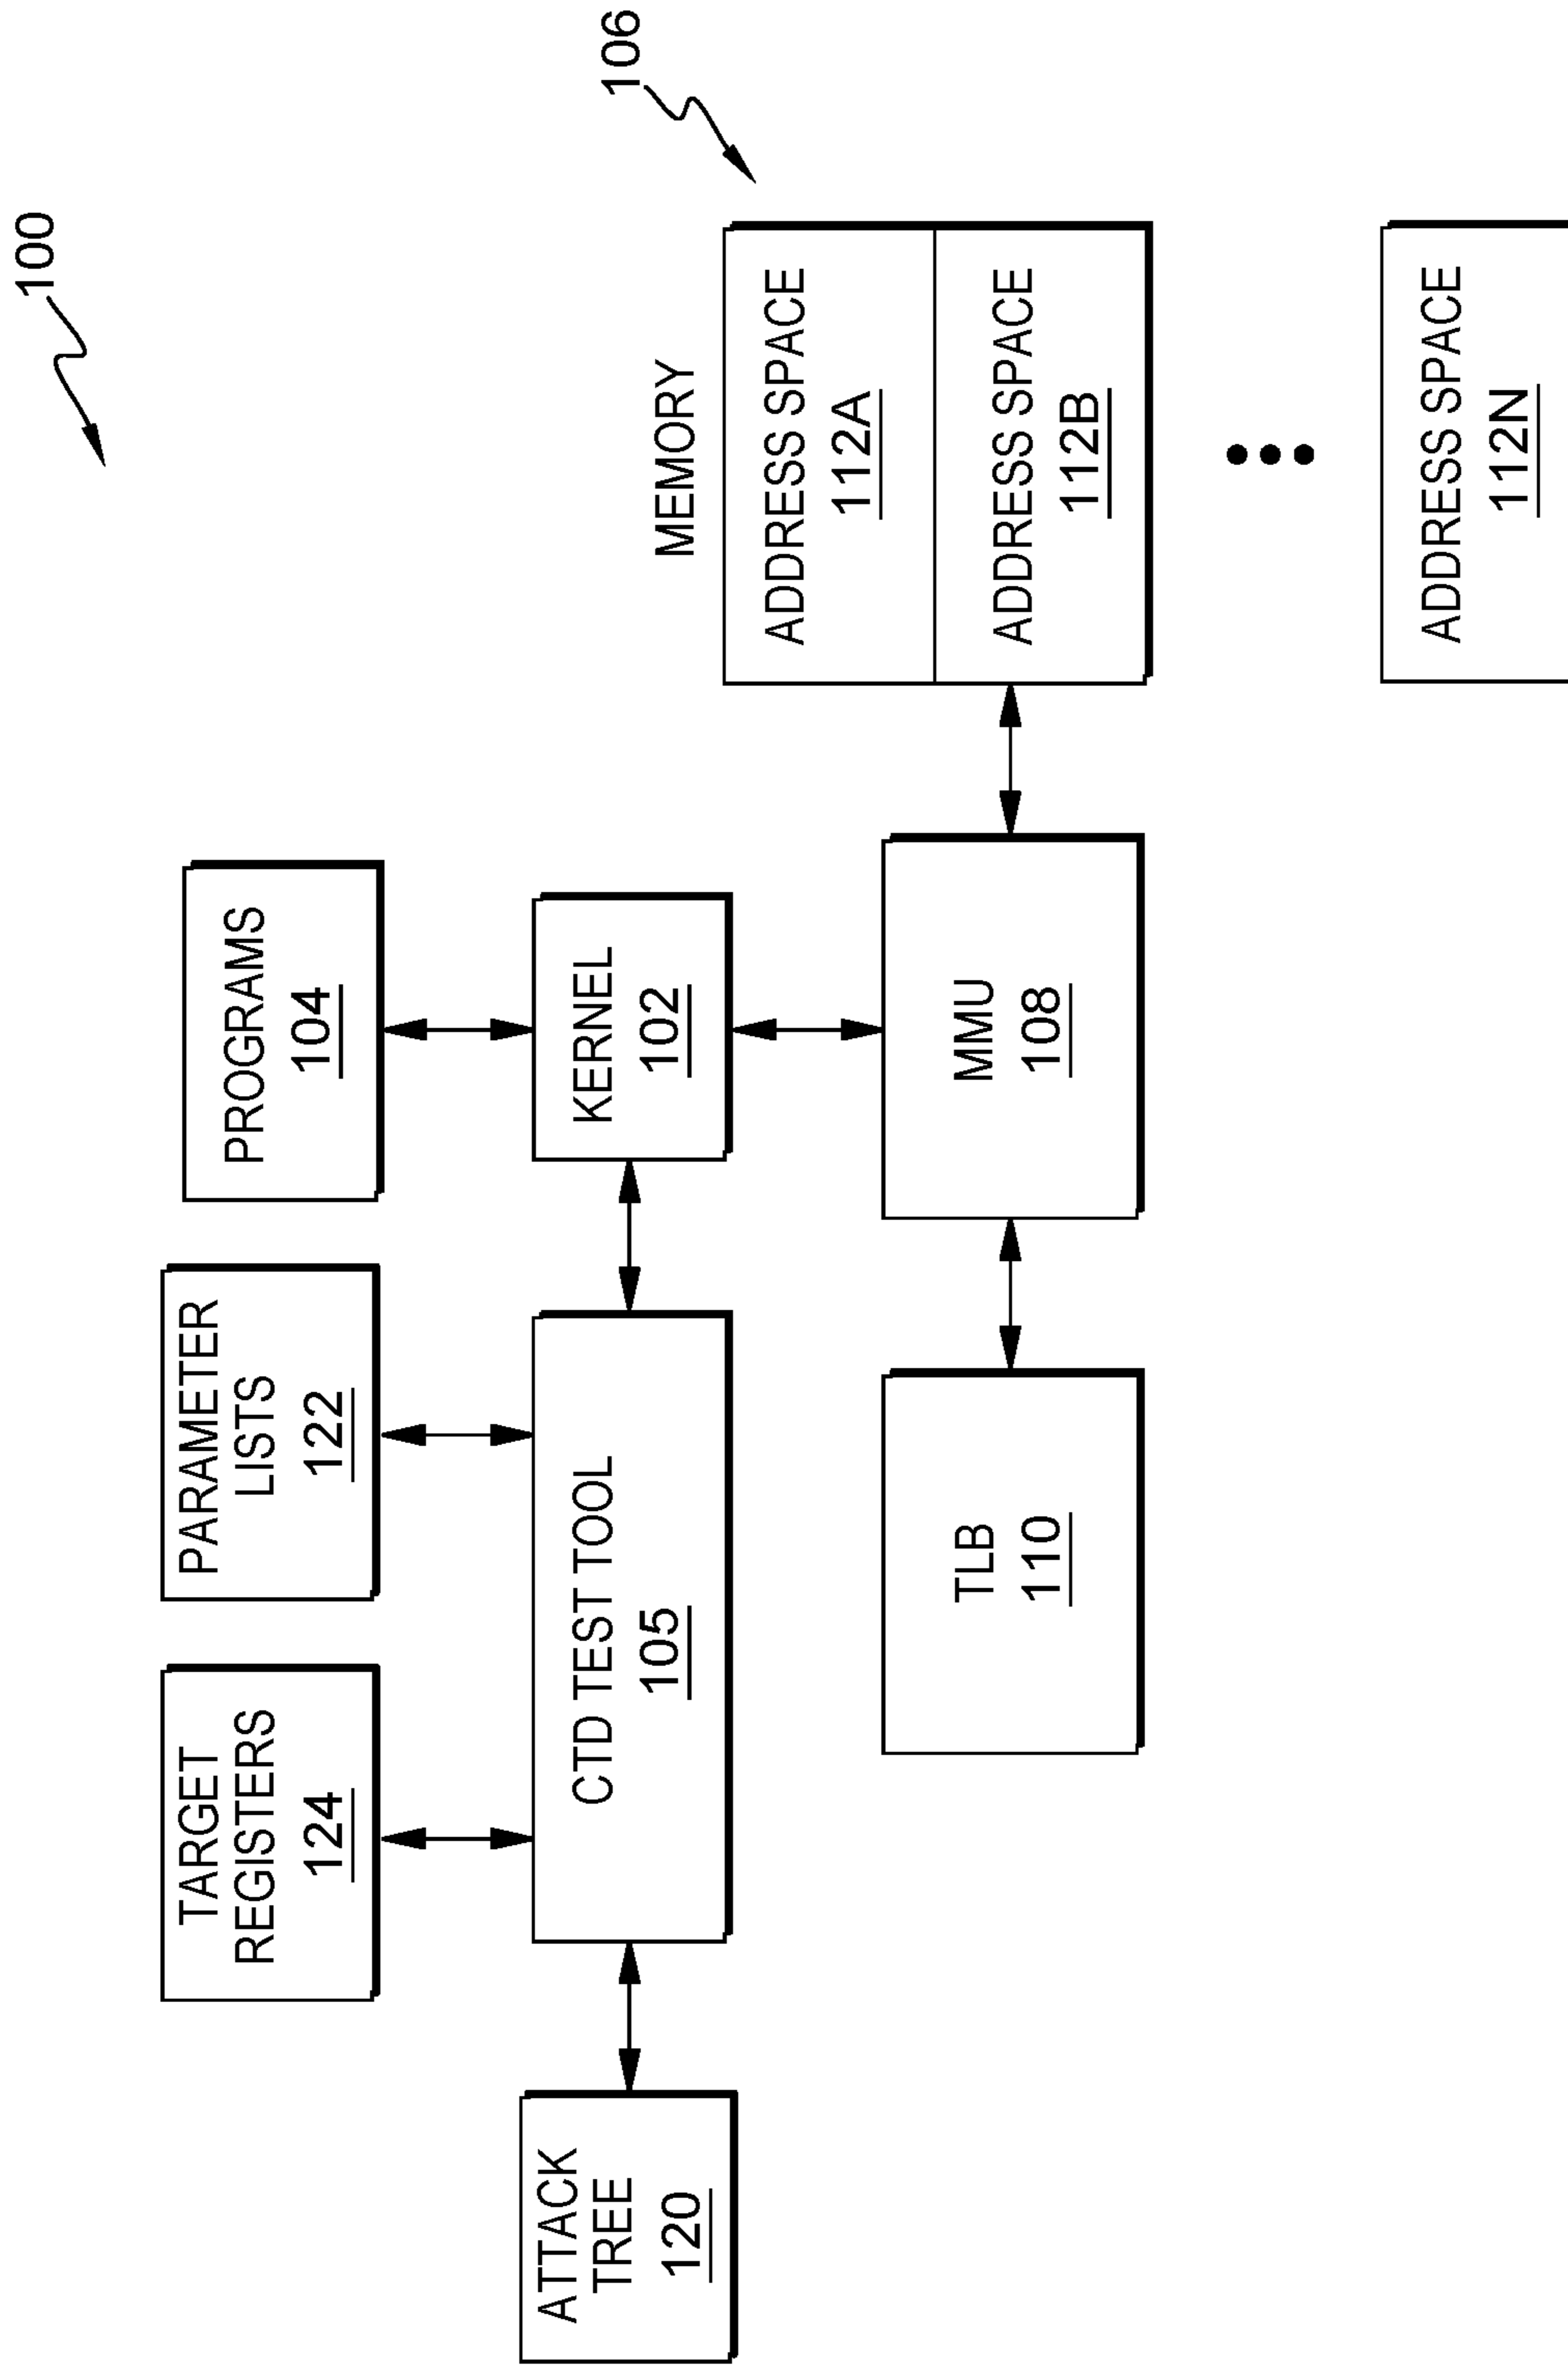 100
TARGET
REGISTERS
124
PARAMETER
LISTS
122
PROGRAMS
104
106
ATTACK
TREE
120
CTD TEST TOOL
105
KERNEL
102
MEMORY
ADDRESS SPACE
112A
ADDRESS SPACE
112B
TLB
110
MMU
108
ADDRESS SPACE
112N